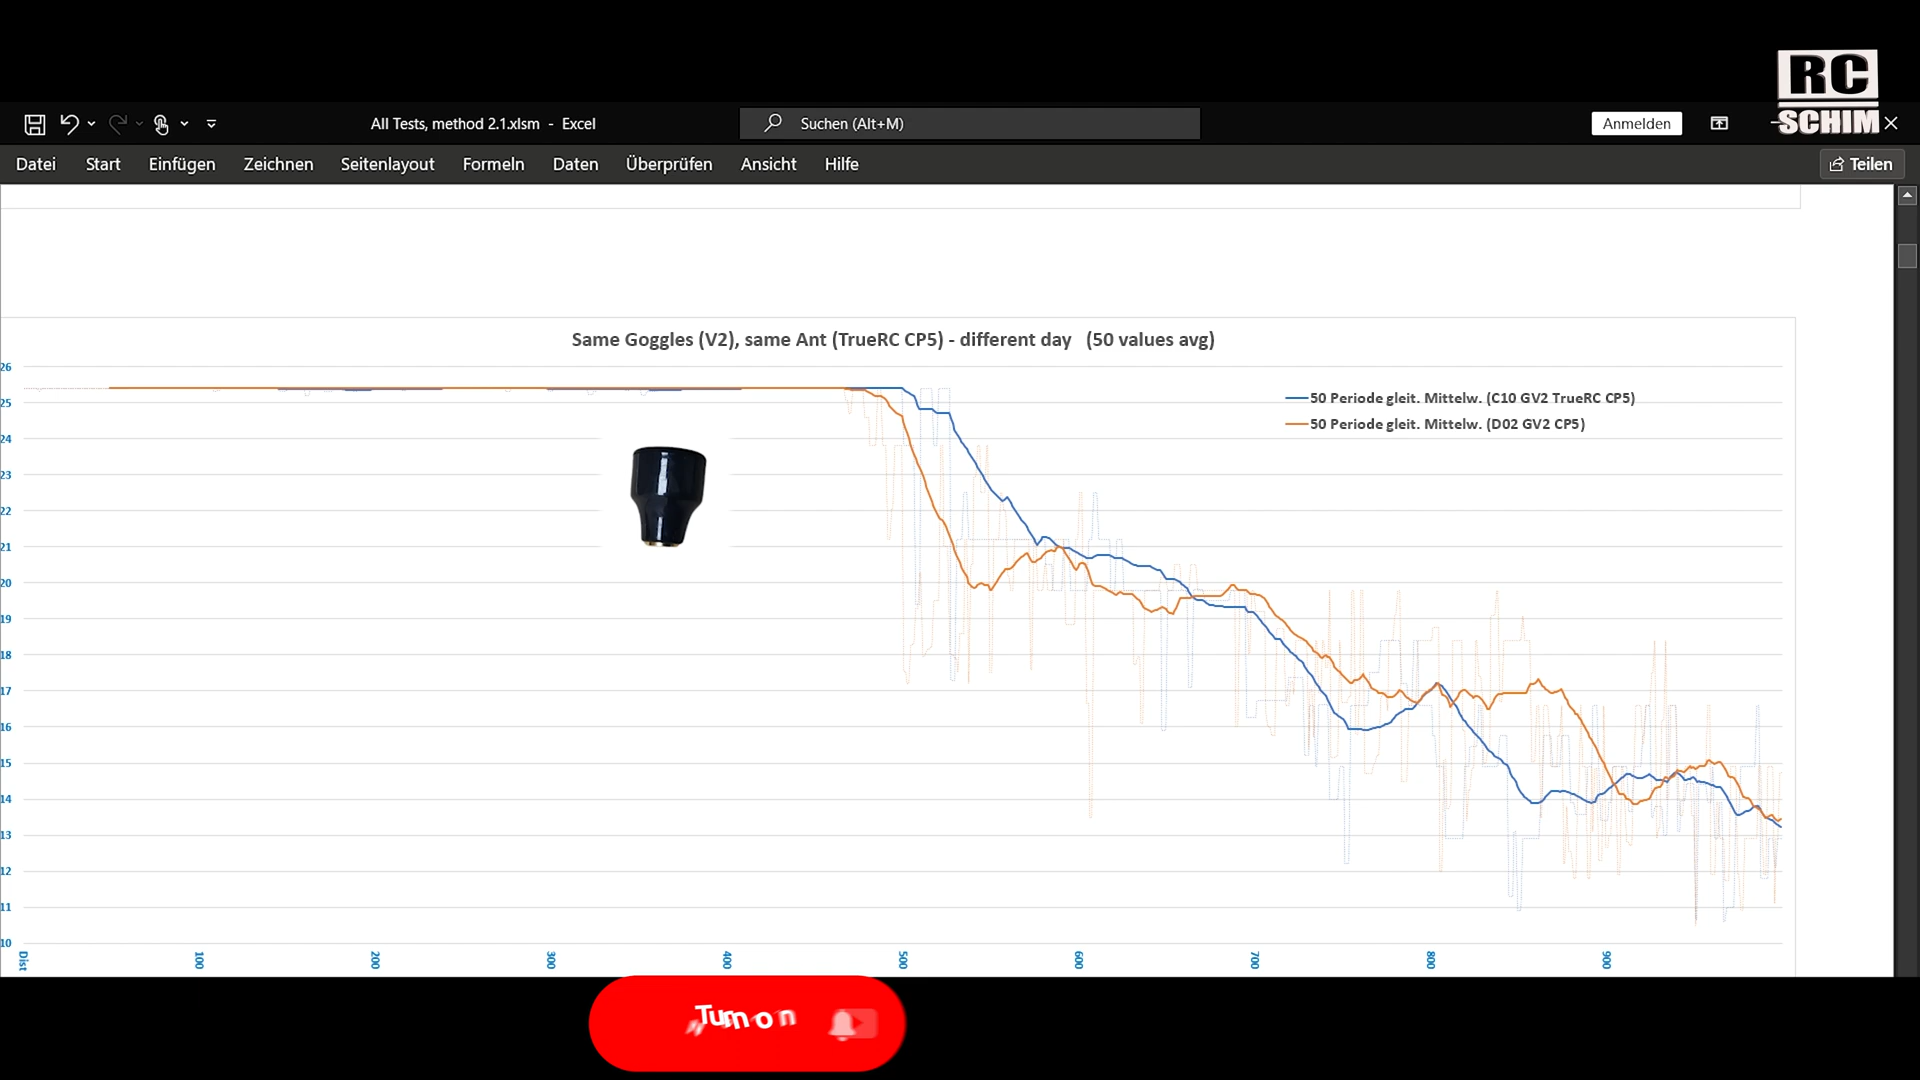 RC
SCHIM
All Tests, method 2.1.xlsm - Excel
Suchen (Alt+M)
Anmelden
Datei
Start
Einfügen
Zeichnen
Seitenlayout
Formeln
Daten
Überprüfen
Ansicht
Hilfe
Teilen
Same Goggles (V2), same Ant (TrueRC CP5) - different day (50 values avg)
50 Periode gleit. Mittelw. (C10 GV2 TrueRC CP5)
50 Periode gleit. Mittelw. (D02 GV2 CP5)
26
25
24
23
22
21
20
19
18
17
16
15
14
13
12
11
10
Dist
100
200
300
400
500
600
700
800
900
Turn on